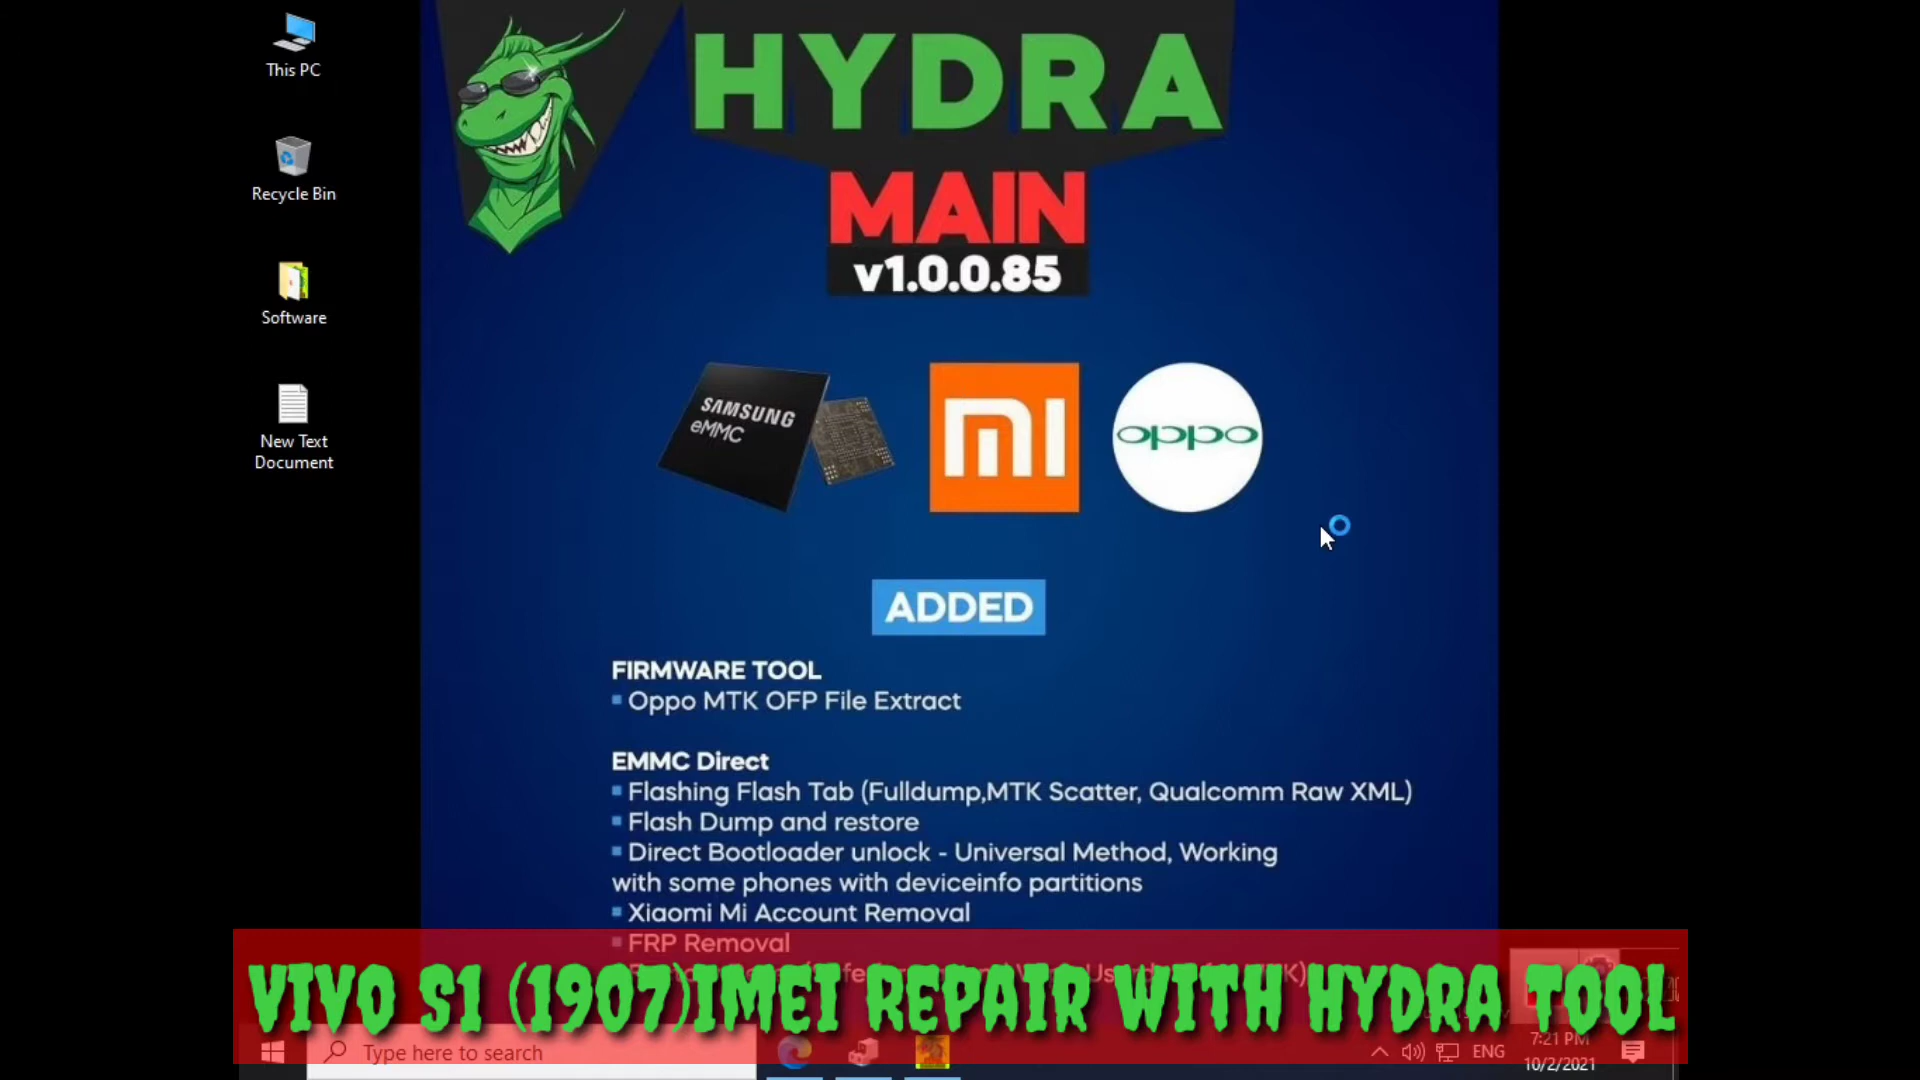 This PC
Recycle Bin
Software
New Text
Document
HYDRA
MAIN
v1.0.0.85
SAMSUNG
eMMC
mi
oppo
ADDED
FIRMWARE TOOL
▪ Oppo MTK OFP File Extract
EMMC Direct
▪ Flashing Flash Tab (Fulldump,MTK Scatter, Qualcomm Raw XML)
▪ Flash Dump and restore
▪ Direct Bootloader unlock - Universal Method, Working
with some phones with deviceinfo partitions
▪ Xiaomi Mi Account Removal
▪ FRP Removal
VIVO S1 (1907)IMEI REPAIR WITH HYDRA TOOL
Type here to search
ENG
7:21 PM
10/2/2021